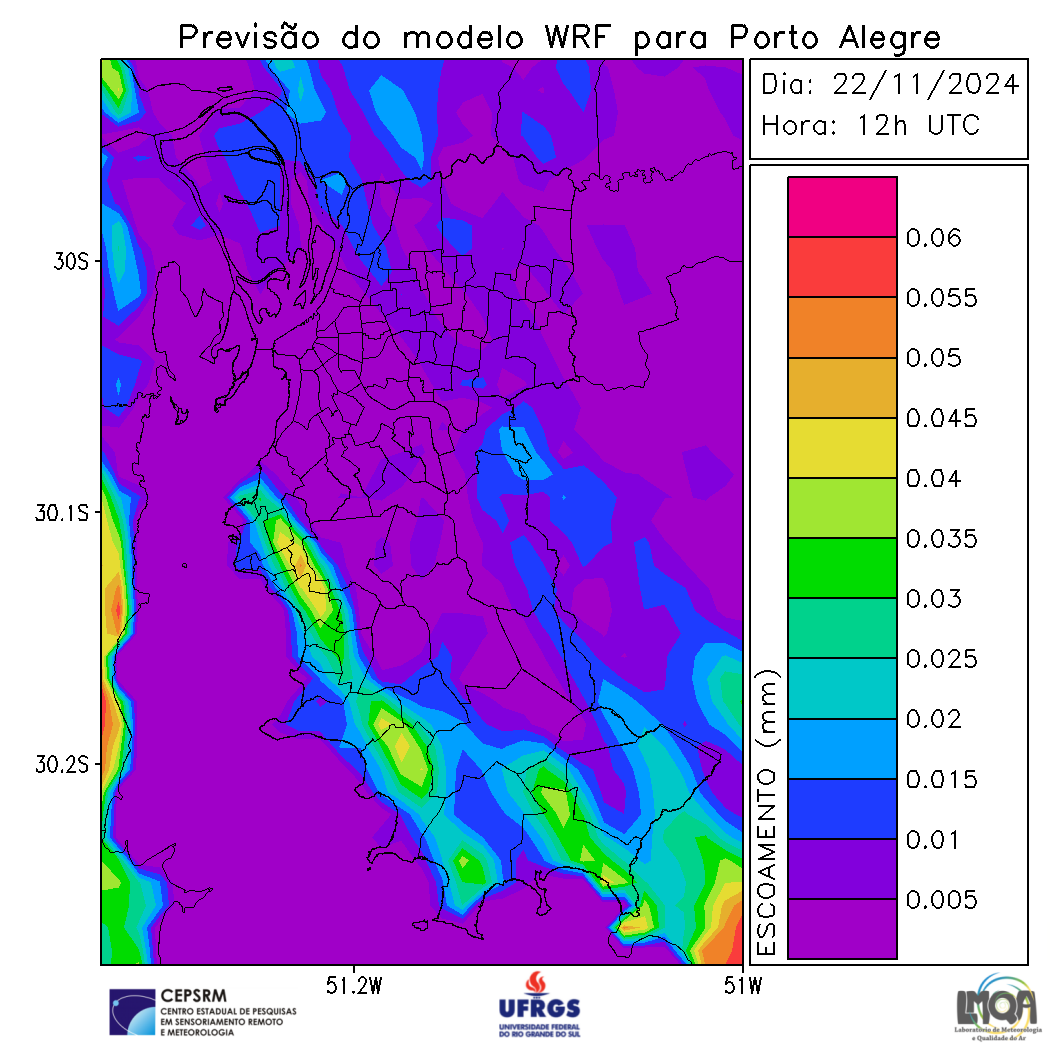 Previsão do modelo WRF para Porto Alegre
Dia: 22/11/2024
Hora: 12h UTC
0.06
0.055
0.05
0.045
0.04
0.035
0.03
0.025
0.02
0.015
0.01
0.005
ESCOAMENTO (mm)
30S
30.1S
30.2S
51.2W
51W
CEPSRM
CENTRO ESTADUAL DE PESQUISAS
EM SENSORIAMENTO REMOTO
E METEOROLOGIA
UFRGS
UNIVERSIDADE FEDERAL
DO RIO GRANDE DO SUL
LMQA
Laboratório de Meteorologia
e Qualidade do Ar